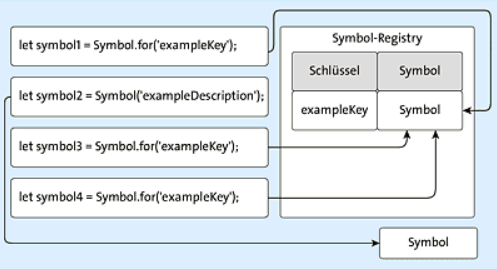 let symbol1 = Symbol.for('exampleKey');
let symbol2 = Symbol('exampleDescription');
let symbol3 = Symbol.for('exampleKey');
let symbol4 = Symbol.for('exampleKey');
Symbol-Registry
Schlüssel Symbol
exampleKey Symbol
Symbol